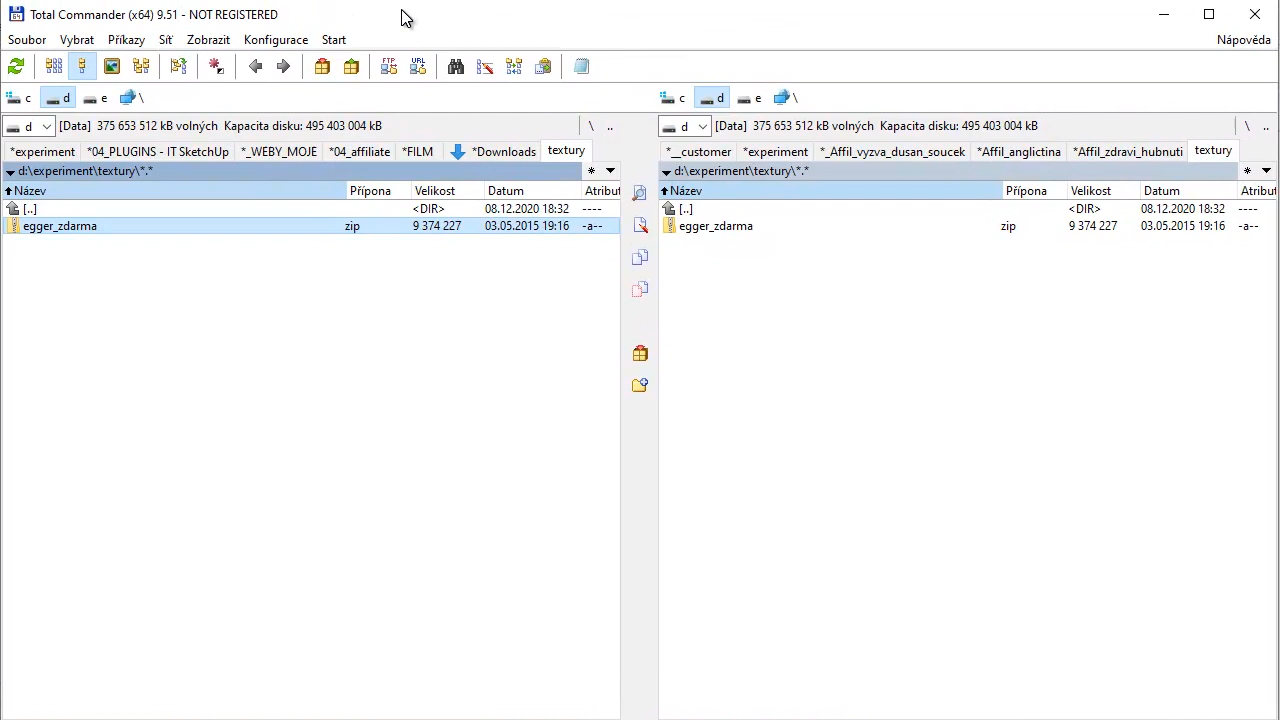 Total Commander (x64) 9.51 - NOT REGISTERED
Soubor Vybrat Příkazy Síť Zobrazit Konfigurace Start Nápověda
FTP URL
c d e \
c d e \
d [Data] 375 653 512 kB volných Kapacita disku: 495 403 004 kB \ ..
d [Data] 375 653 512 kB volných Kapacita disku: 495 403 004 kB \ ..
*experiment *04_PLUGINS - IT SketchUp *_WEBY_MOJE *04_affiliate *FILM *Downloads textury
*__customer *experiment *_Affil_vyzva_dusan_soucek *Affil_anglictina *Affil_zdravi_hubnuti textury
d:\experiment\textury\*.* *
Název Přípona Velikost Datum Atribut
[..] <DIR> 08.12.2020 18:32 ----
egger_zdarma zip 9 374 227 03.05.2015 19:16 -a--
d:\experiment\textury\*.* *
Název Přípona Velikost Datum Atribut
[..] <DIR> 08.12.2020 18:32 ----
egger_zdarma zip 9 374 227 03.05.2015 19:16 -a--